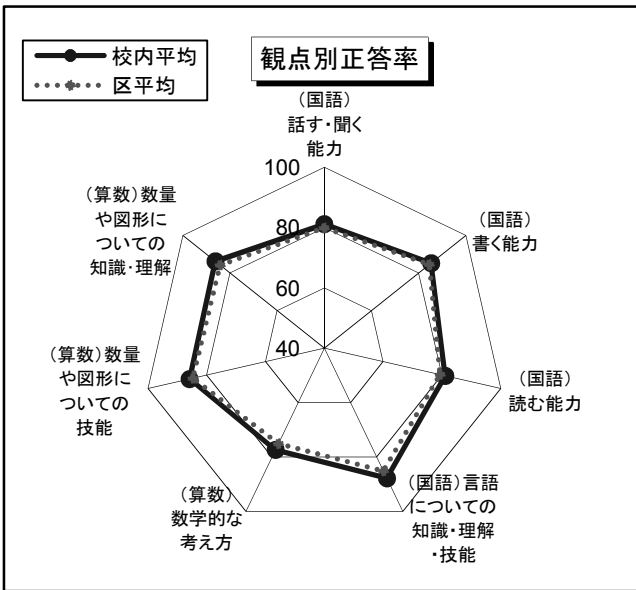 校内平均
区平均
観点別正答率
(国語)
話す・聞く
能力
100
80
60
40
(国語)
書く能力
(国語)
読む能力
(国語)言語
についての
知識・理解
・技能
(算数)
数学的な
考え方
(算数)数量
や図形に
ついての
技能
(算数)数量
や図形に
ついての
知識・理解